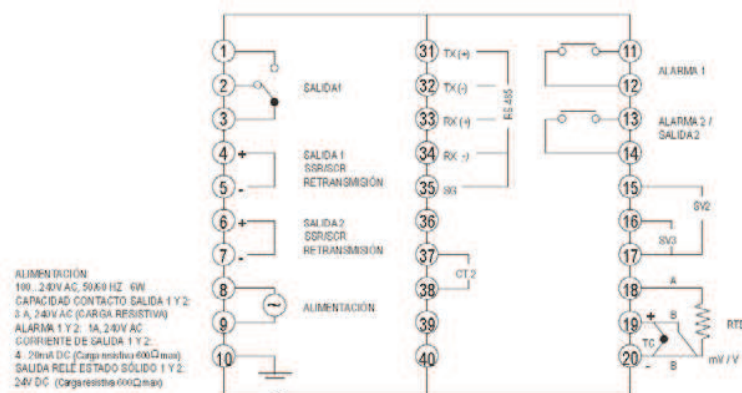 1
2
3
4 +
5 -
6 +
7 -
8
9
10
SALIDA1
SALIDA 1
SSR/SCR
RETRANSMISIÓN
SALIDA 2
SSR/SCR
RETRANSMISIÓN
ALIMENTACIÓN
31 TX (+)
32 TX (-)
33 RX (+)
34 RX -)
35 SG
36
37
38
39
40
RS 485
CT 2
11
12
13
14
15
16
17
18 A
19 + B
20 - B
ALARMA 1
ALARMA 2 /
SALIDA 2
SV2
SV3
TC
RTD
mV / V
ALIMENTACIÓN
100...240V AC, 50/60 HZ 6W
CAPACIDAD CONTACTO SALIDA 1 Y 2:
3 A, 240V AC (CARGA RESISTIVA)
ALARMA 1 Y 2: 1A, 240V AC
CORRIENTE DE SALIDA 1 Y 2:
4...20mA DC (Carga resistiva 600Ω max)
SALIDA RELÉ ESTADO SÓLIDO 1 Y 2:
24V DC (Carga resistiva 600Ω max)